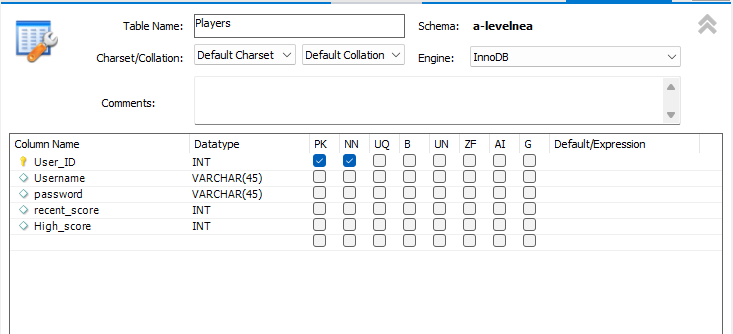 Table Name: Players Schema: a-levelnea
Charset/Collation: Default Charset Default Collation Engine: InnoDB
Comments:
Column Name Datatype PK NN UQ B UN ZF AI G Default/Expression
User_ID INT
Username VARCHAR(45)
password VARCHAR(45)
recent_score INT
High_score INT